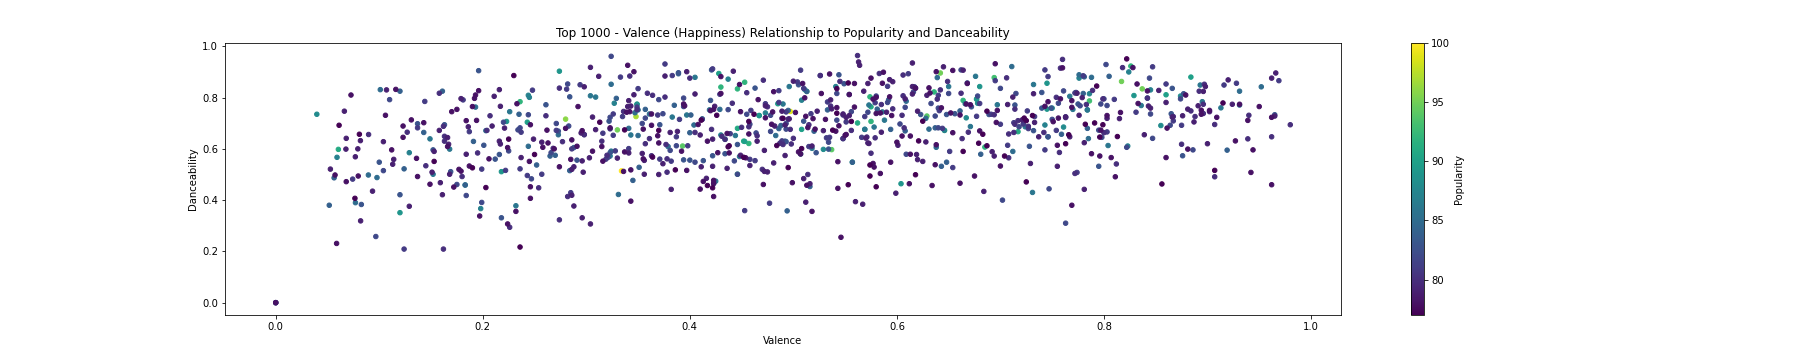 Top 1000 - Valence (Happiness) Relationship to Popularity and Danceability
1.0
0.8
0.6
0.4
0.2
0.0
Danceability
0.0 0.2 0.4 0.6 0.8 1.0
Valence
100
95
90
85
80
Popularity